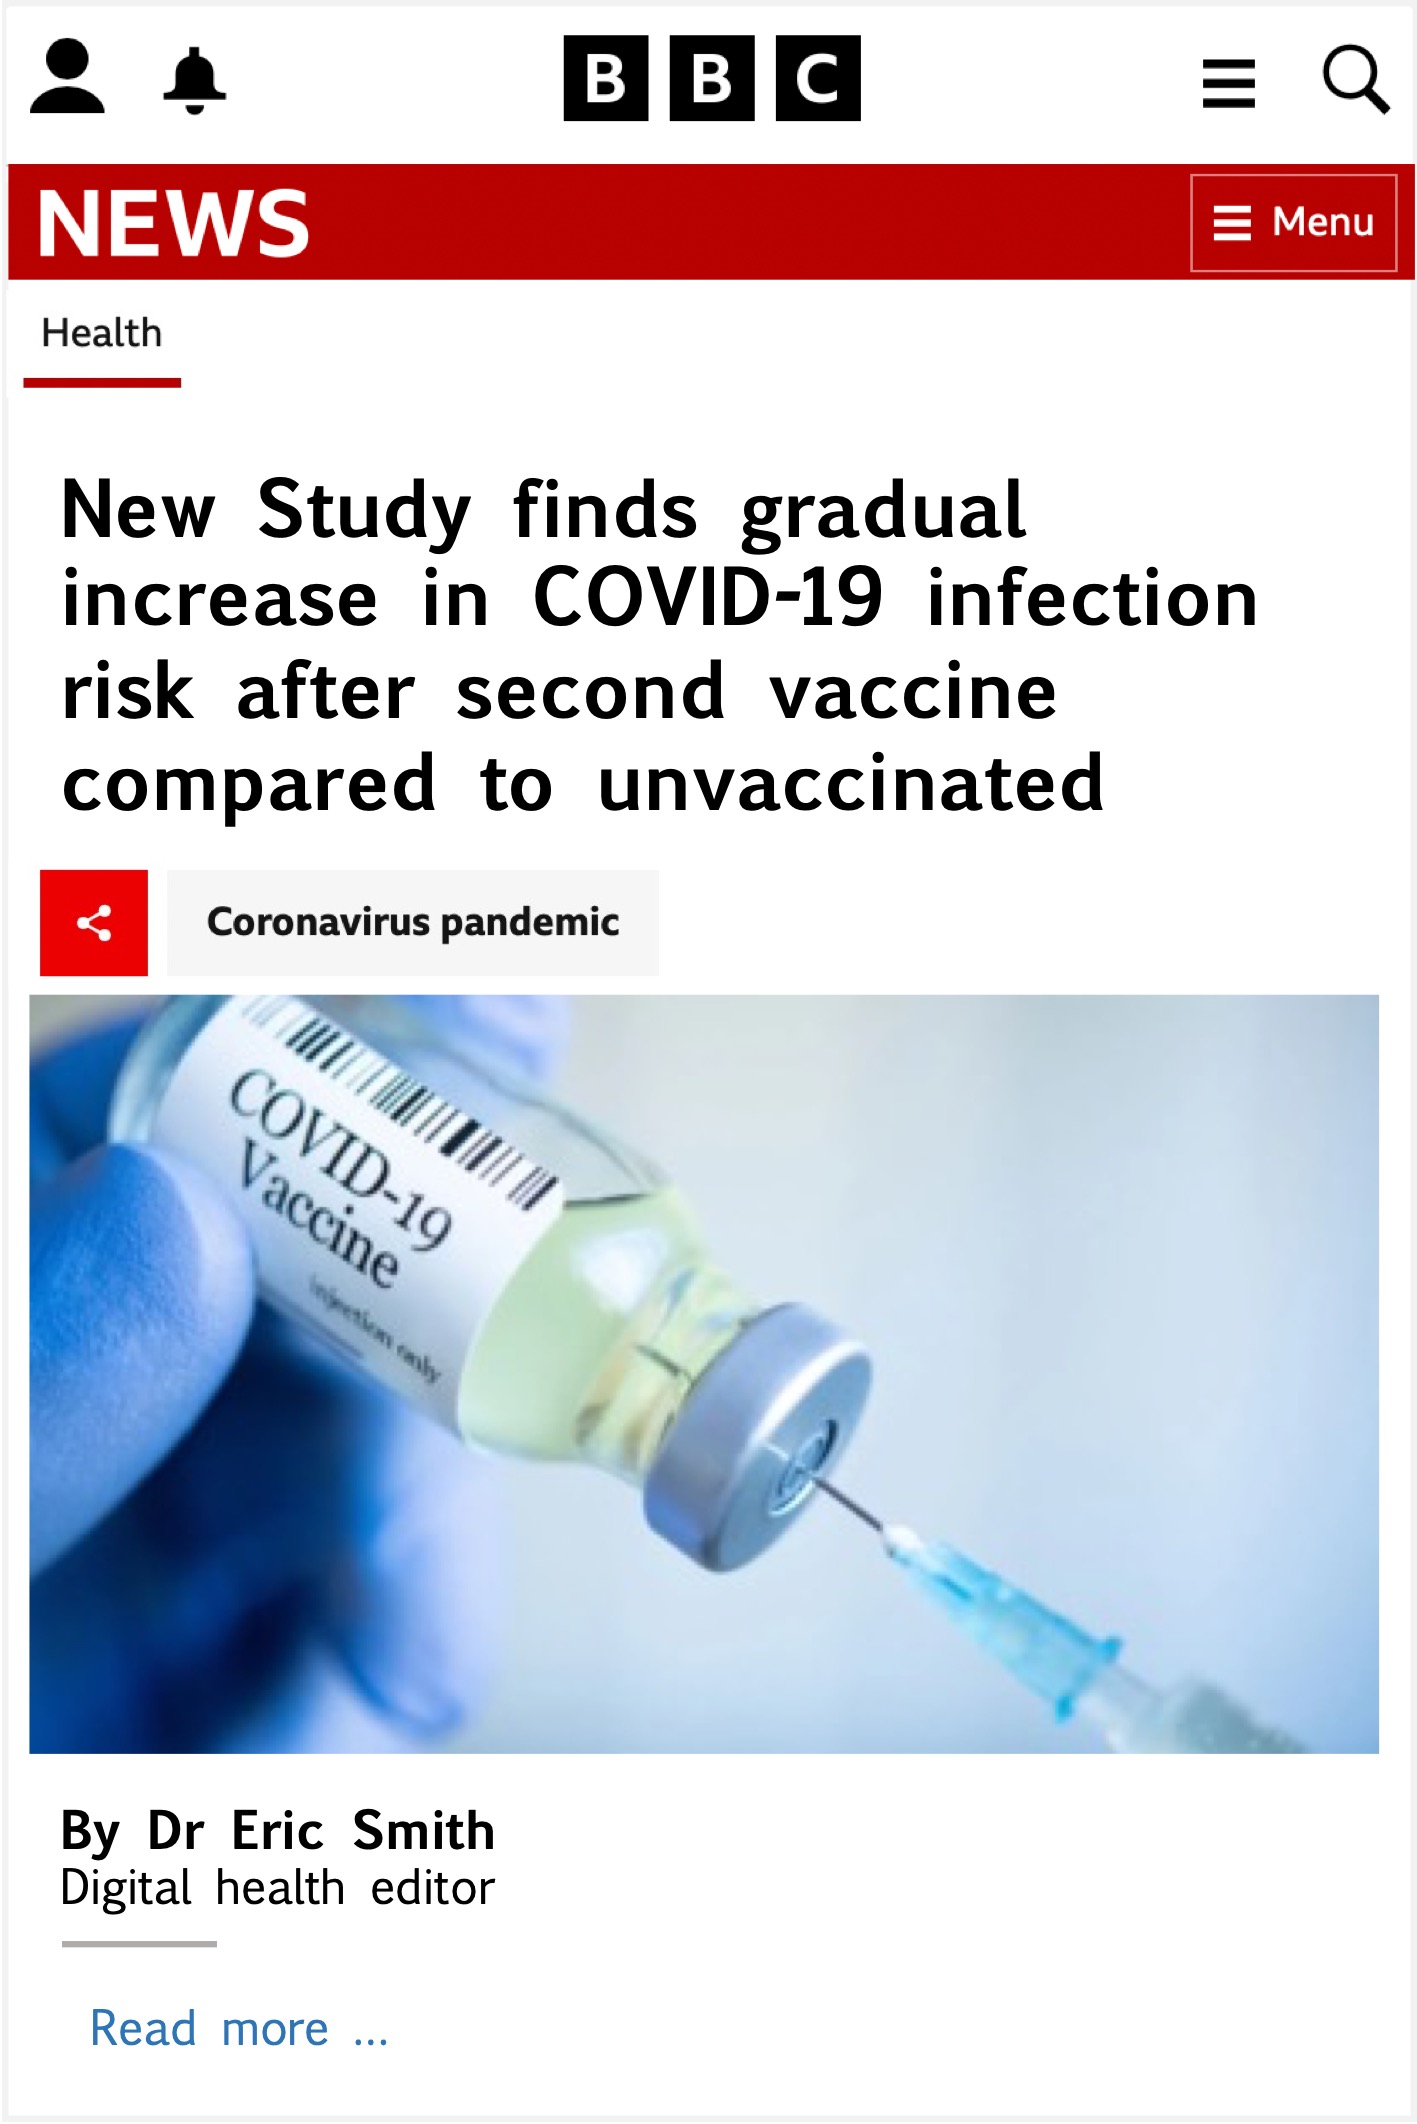 BBC
NEWS
Menu
Health
New Study finds gradual
increase in COVID-19 infection
risk after second vaccine
compared to unvaccinated
Coronavirus pandemic
COVID-19
Vaccine
injection only
By Dr Eric Smith
Digital health editor
Read more ...